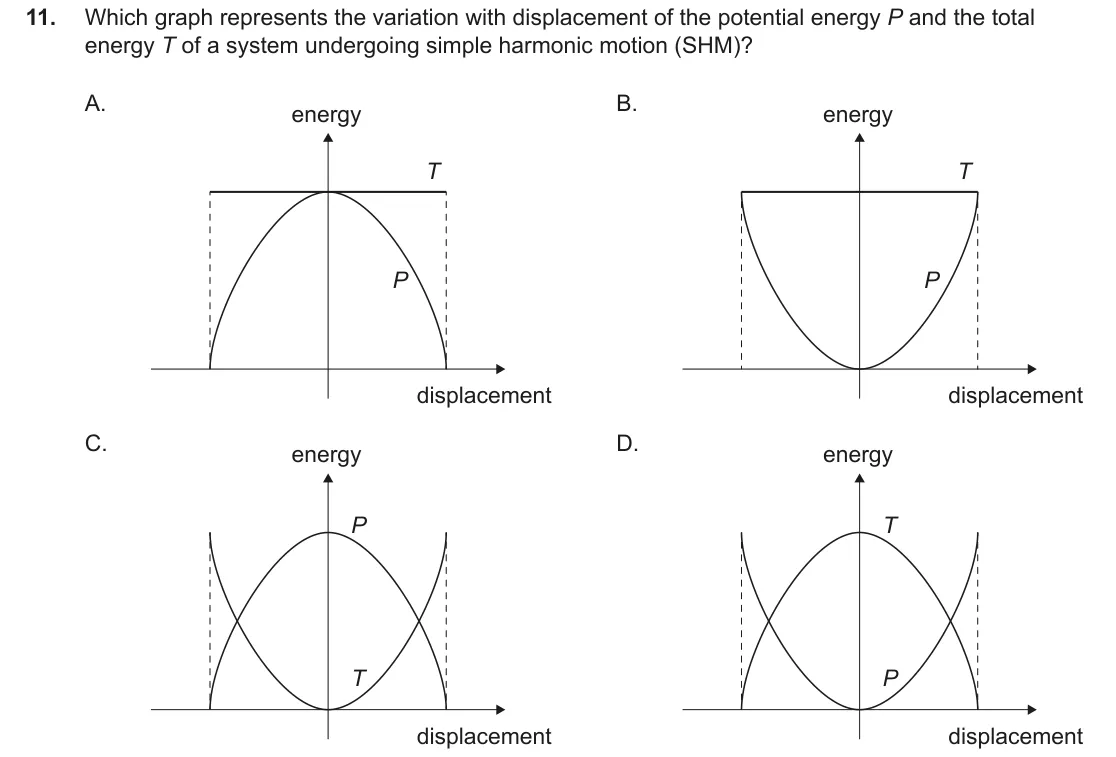 11. Which graph represents the variation with displacement of the potential energy P and the total
energy T of a system undergoing simple harmonic motion (SHM)?
A.
energy
T
P
displacement
B.
energy
T
P
displacement
C.
energy
P
T
displacement
D.
energy
T
P
displacement